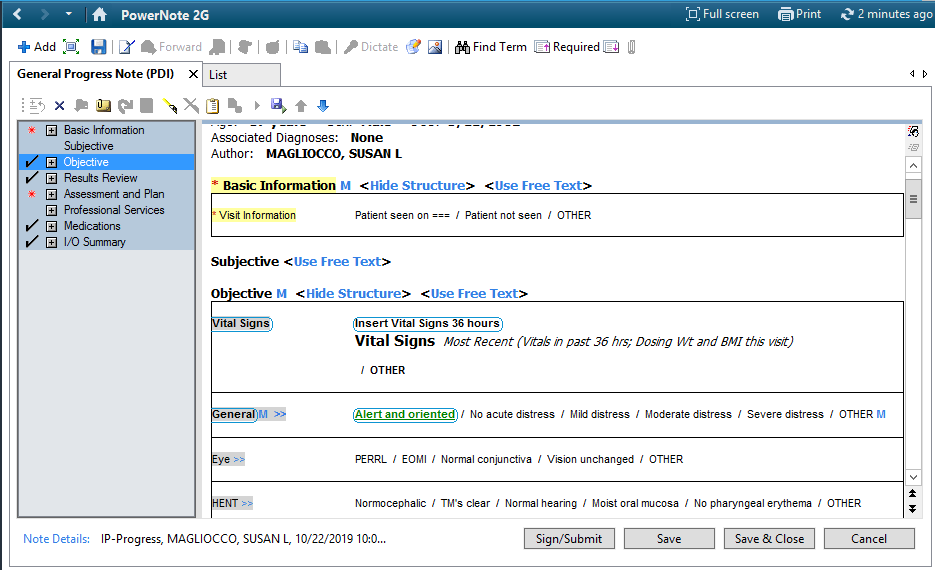 PowerNote 2G Full screen Print 2 minutes ago
Add Forward Dictate Find Term Required
General Progress Note (PDI) List
Basic Information
Subjective
Objective
Results Review
Assessment and Plan
Professional Services
Medications
I/O Summary
Associated Diagnoses: None
Author: MAGLIOCCO, SUSAN L
* Basic Information M <Hide Structure> <Use Free Text>
* Visit Information Patient seen on === / Patient not seen / OTHER
Subjective <Use Free Text>
Objective M <Hide Structure> <Use Free Text>
Vital Signs Insert Vital Signs 36 hours
Vital Signs Most Recent (Vitals in past 36 hrs; Dosing Wt and BMI this visit)
/ OTHER
General M >> Alert and oriented / No acute distress / Mild distress / Moderate distress / Severe distress / OTHER M
Eye >> PERRL / EOMI / Normal conjunctiva / Vision unchanged / OTHER
HENT >> Normocephalic / TM's clear / Normal hearing / Moist oral mucosa / No pharyngeal erythema / OTHER
Note Details: IP-Progress, MAGLIOCCO, SUSAN L, 10/22/2019 10:0...
Sign/Submit Save Save & Close Cancel